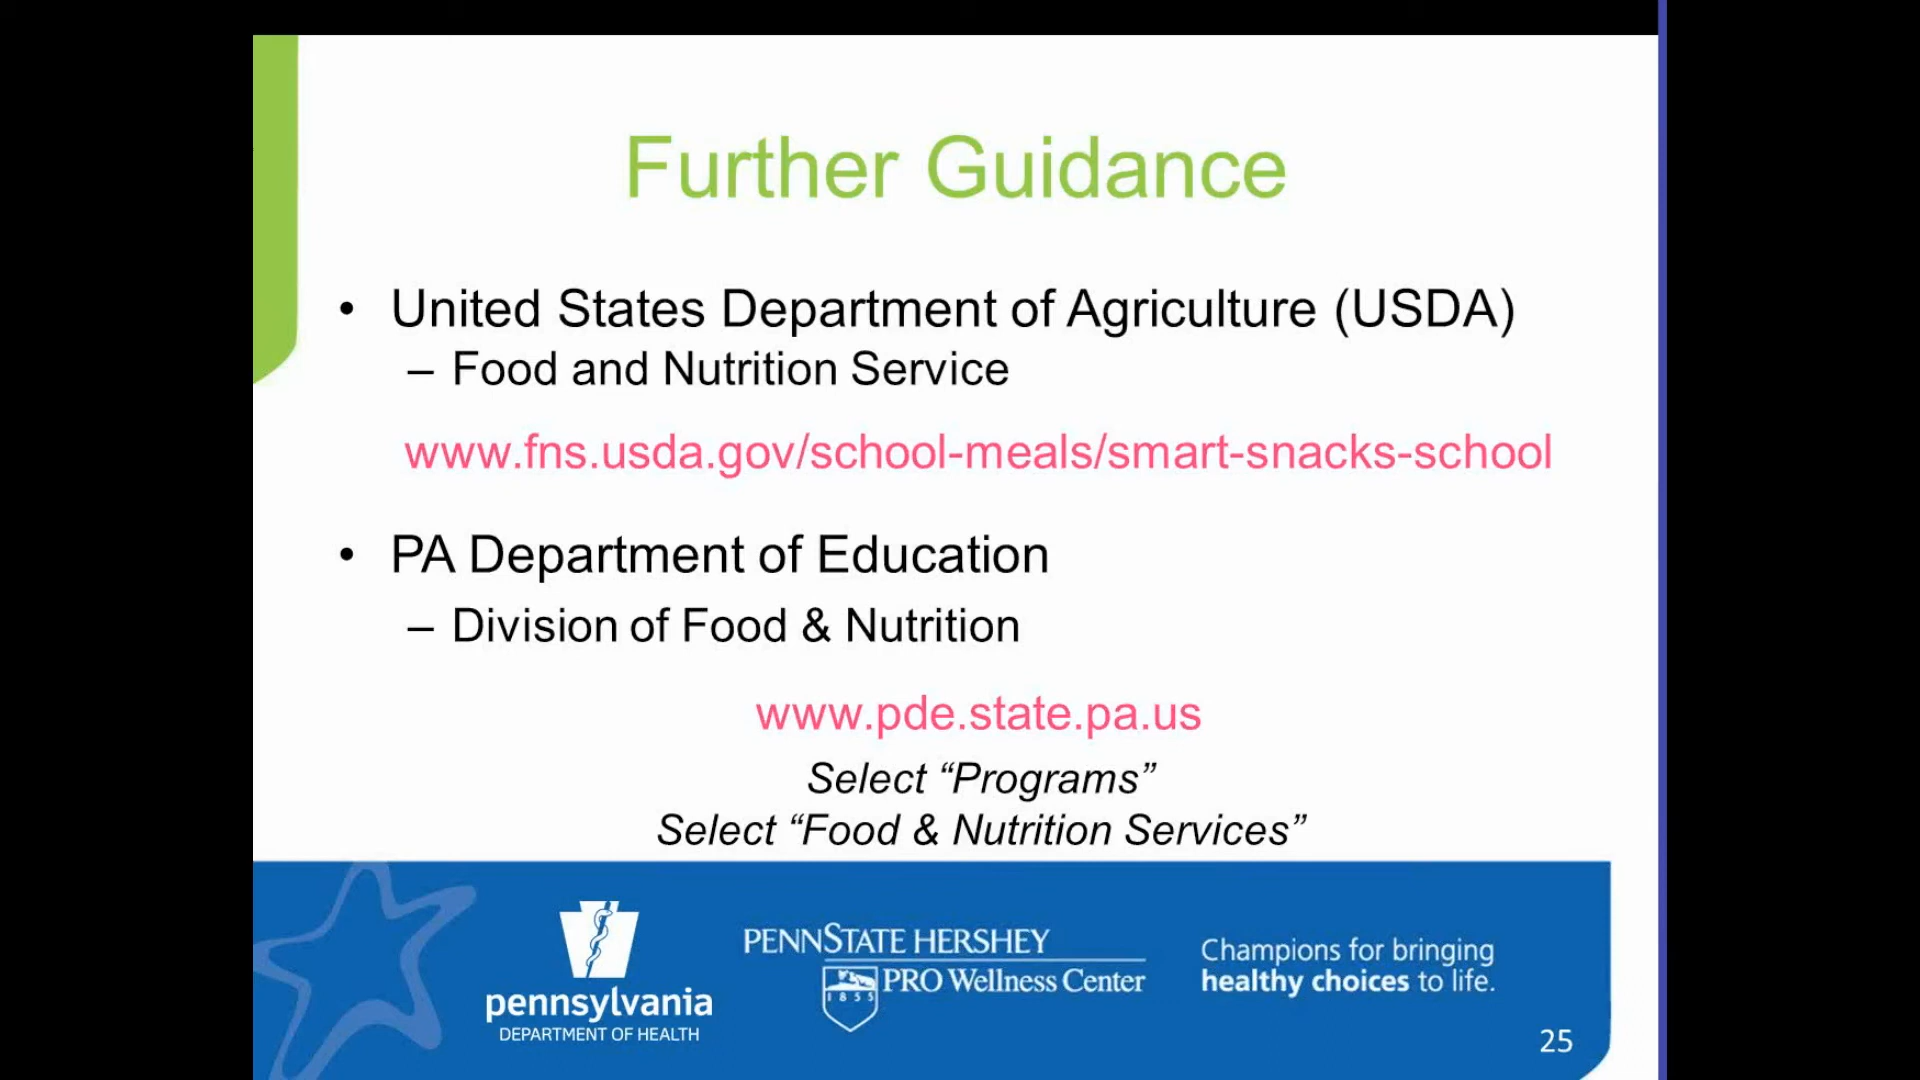 Further Guidance
• United States Department of Agriculture (USDA)
– Food and Nutrition Service
www.fns.usda.gov/school-meals/smart-snacks-school
• PA Department of Education
– Division of Food & Nutrition
www.pde.state.pa.us
Select “Programs”
Select “Food & Nutrition Services”
pennsylvania
DEPARTMENT OF HEALTH
PENNSTATE HERSHEY
PRO Wellness Center
1855
Champions for bringing
healthy choices to life.
25